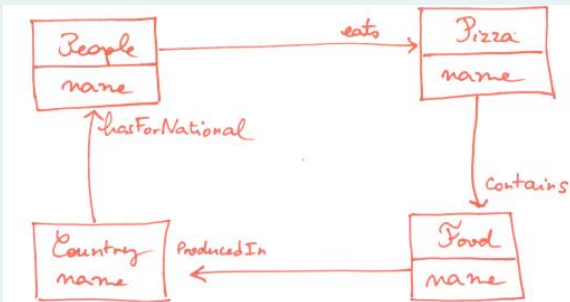 People
name
eats
Pizza
name
hasForNational
Contains
Country
name
ProducedIn
Food
name